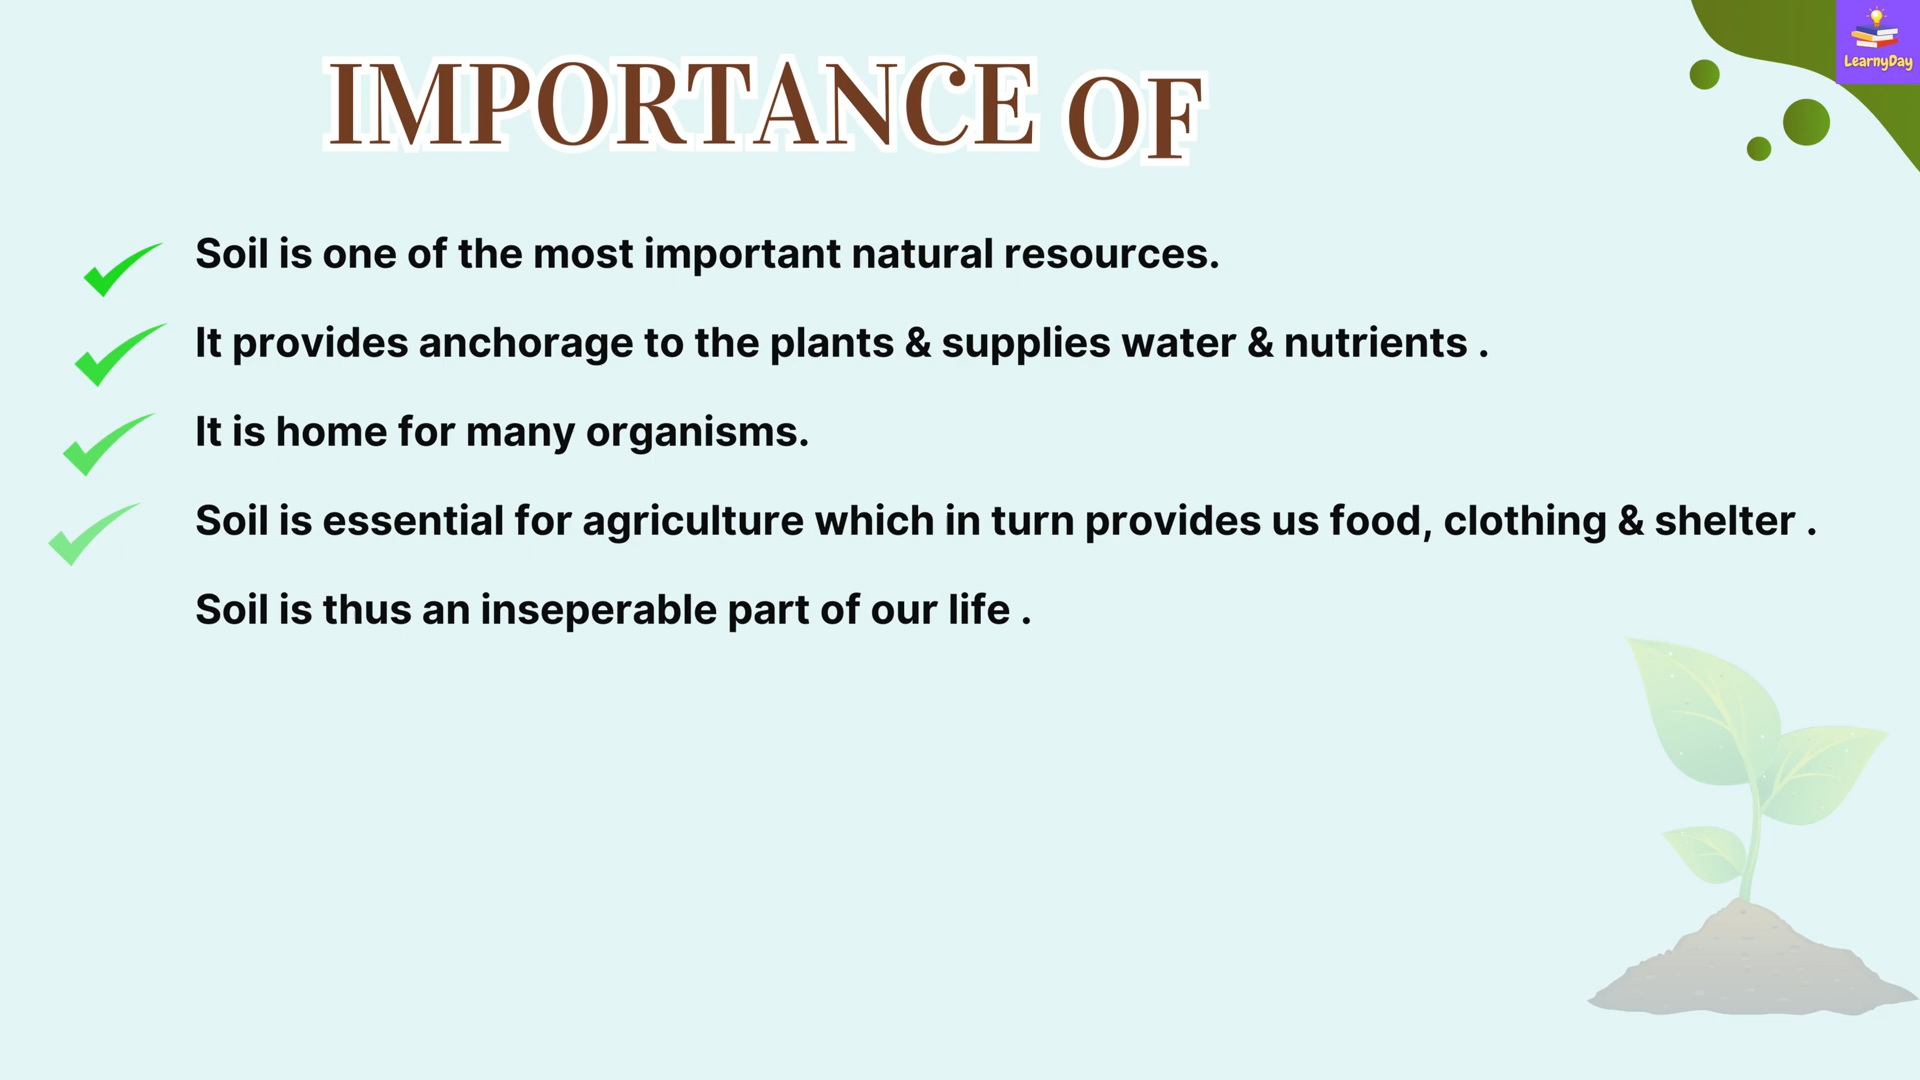 LearnyDay
IMPORTANCE OF
Soil is one of the most important natural resources.
It provides anchorage to the plants & supplies water & nutrients .
It is home for many organisms.
Soil is essential for agriculture which in turn provides us food, clothing & shelter .
Soil is thus an inseperable part of our life .